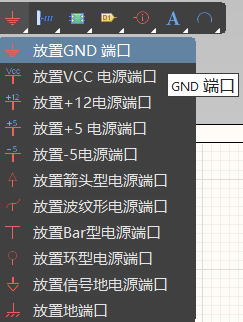 D1
A
放置GND 端口
Vcc 放置VCC 电源端口
GND 端口
+12 放置+12电源端口
+5 放置+5 电源端口
-5 放置-5电源端口
放置箭头型电源端口
放置波纹形电源端口
放置Bar型电源端口
放置环型电源端口
放置信号地电源端口
放置地端口